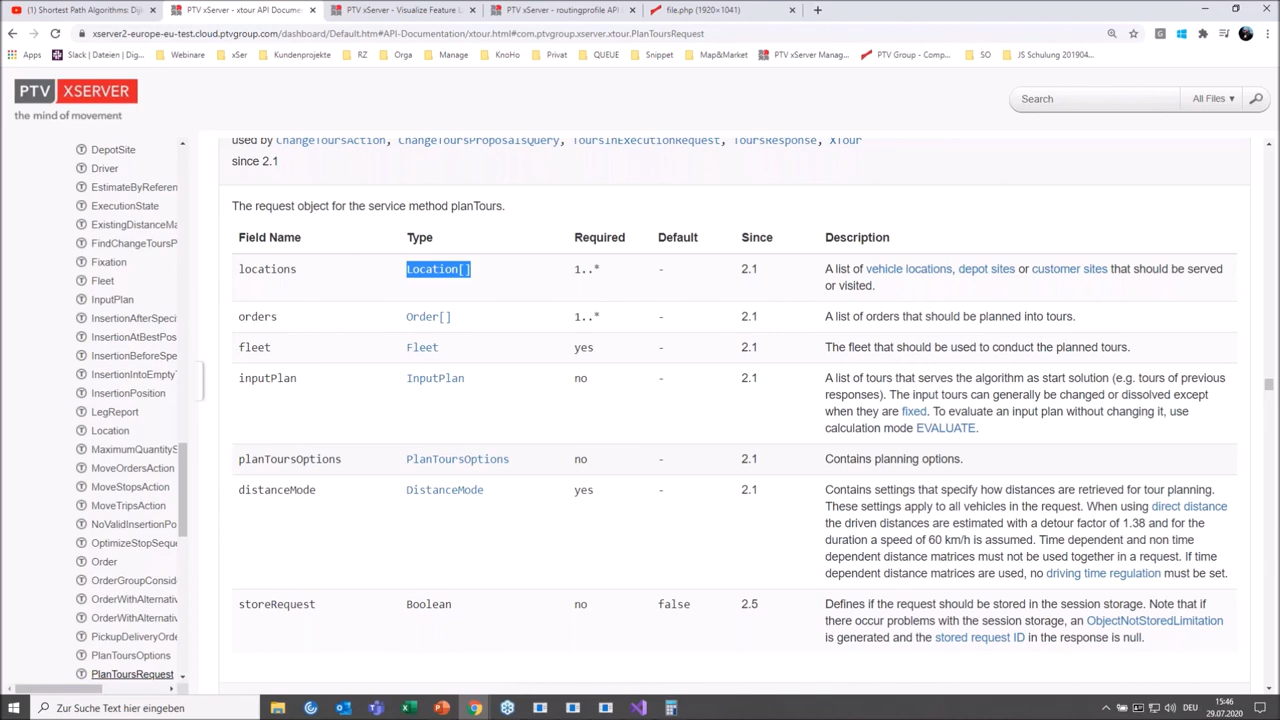 (1) Shortest Path Algorithms: Dijk
PTV xServer - xtour API Docume
PTV xServer - Visualize Feature L
PTV xServer - routingprofile API
file.php (1920×1041)
xserver2-europe-eu-test.cloud.ptvgroup.com/dashboard/Default.htm#API-Documentation/xtour.html#com.ptvgroup.xserver.xtour.PlanToursRequest
Apps YouTube Slack | Dateien | Dig... Webinare xSer Kundenprojekte RZ Orga Manage KnoHo Privat QUEUE Snippet Map&Market PTV xServer Manag... PTV Group - Comp... SO JS Schulung 201904...
PTV XSERVER
the mind of movement
Search All Files ▾
DepotSite
Driver
EstimateByReferen
ExecutionState
ExistingDistanceMa
FindChangeToursP
Fixation
Fleet
InputPlan
InsertionAfterSpeci
InsertionAtBestPos
InsertionBeforeSpe
InsertionIntoEmptyT
InsertionPosition
LegReport
Location
MaximumQuantityS
MoveOrdersAction
MoveStopsAction
MoveTripsAction
NoValidInsertionPo
OptimizeStopSeque
Order
OrderGroupConside
OrderWithAlternativ
OrderWithAlternativ
PickupDeliveryOrde
PlanToursOptions
PlanToursRequest
used by ChangeToursAction, ChangeToursProposalsQuery, ToursInExecutionRequest, ToursResponse, XTour
since 2.1
The request object for the service method planTours.
Field Name Type Required Default Since Description
locations Location[] 1..* - 2.1 A list of vehicle locations, depot sites or customer sites that should be served
or visited.
orders Order[] 1..* - 2.1 A list of orders that should be planned into tours.
fleet Fleet yes - 2.1 The fleet that should be used to conduct the planned tours.
inputPlan InputPlan no - 2.1 A list of tours that serves the algorithm as start solution (e.g. tours of previous
responses). The input tours can generally be changed or dissolved except
when they are fixed. To evaluate an input plan without changing it, use
calculation mode EVALUATE.
planToursOptions PlanToursOptions no - 2.1 Contains planning options.
distanceMode DistanceMode yes - 2.1 Contains settings that specify how distances are retrieved for tour planning.
These settings apply to all vehicles in the request. When using direct distance
the driven distances are estimated with a detour factor of 1.38 and for the
duration a speed of 60 km/h is assumed. Time dependent and non time
dependent distance matrices must not be used together in a request. If time
dependent distance matrices are used, no driving time regulation must be set.
storeRequest Boolean no false 2.5 Defines if the request should be stored in the session storage. Note that if
there occur problems with the session storage, an ObjectNotStoredLimitation
is generated and the stored request ID in the response is null.
Zur Suche Text hier eingeben
DEU
15:46
29.07.2020